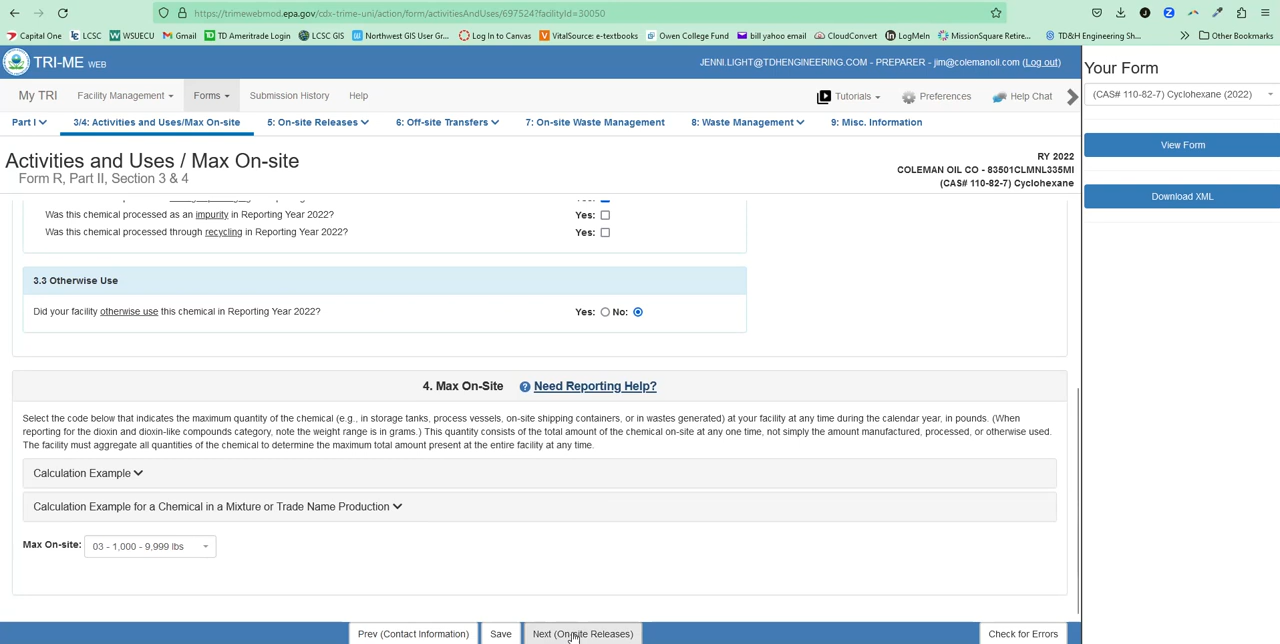 https://trimewebmod.epa.gov/cdx-trime-uni/action/form/activitiesAndUses/697524?facilityId=30050
Capital One LCSC WSUECU Gmail TD Ameritrade Login LCSC GIS Northwest GIS User Gr... Log In to Canvas VitalSource: e-textbooks Owen College Fund bill yahoo email CloudConvert LogMeIn MissionSquare Retire... TD&H Engineering Sh... Other Bookmarks
TRI-ME WEB
JENNI.LIGHT@TDHENGINEERING.COM - PREPARER - jim@colemanoil.com (Log out)
My TRI Facility Management Forms Submission History Help Tutorials Preferences Help Chat
Part I 3/4: Activities and Uses/Max On-site 5: On-site Releases 6: Off-site Transfers 7: On-site Waste Management 8: Waste Management 9: Misc. Information
Activities and Uses / Max On-site
Form R, Part II, Section 3 & 4
RY 2022
COLEMAN OIL CO - 83501CLMNL335MI
(CAS# 110-82-7) Cyclohexane
Was this chemical processed as an impurity in Reporting Year 2022? Yes:
Was this chemical processed through recycling in Reporting Year 2022? Yes:
3.3 Otherwise Use
Did your facility otherwise use this chemical in Reporting Year 2022? Yes: No:
4. Max On-Site ? Need Reporting Help?
Select the code below that indicates the maximum quantity of the chemical (e.g., in storage tanks, process vessels, on-site shipping containers, or in wastes generated) at your facility at any time during the calendar year, in pounds. (When
reporting for the dioxin and dioxin-like compounds category, note the weight range is in grams.) This quantity consists of the total amount of the chemical on-site at any one time, not simply the amount manufactured, processed, or otherwise used.
The facility must aggregate all quantities of the chemical to determine the maximum total amount present at the entire facility at any time.
Calculation Example
Calculation Example for a Chemical in a Mixture or Trade Name Production
Max On-site: 03 - 1,000 - 9,999 lbs
Prev (Contact Information) Save Next (On-site Releases) Check for Errors
Your Form
(CAS# 110-82-7) Cyclohexane (2022)
View Form
Download XML